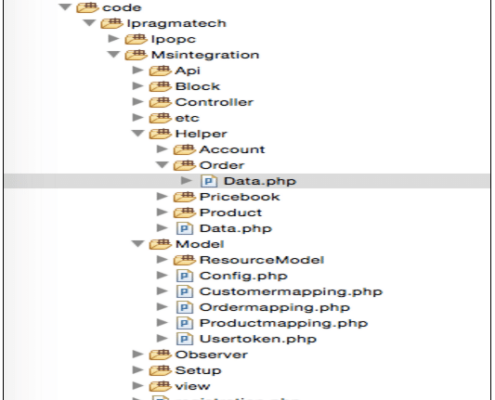 code
Ipragmatech
Ipopc
Msintegration
Api
Block
Controller
etc
Helper
Account
Order
Data.php
Pricebook
Product
Data.php
Model
ResourceModel
Config.php
Customermapping.php
Ordermapping.php
Productmapping.php
Usertoken.php
Observer
Setup
view